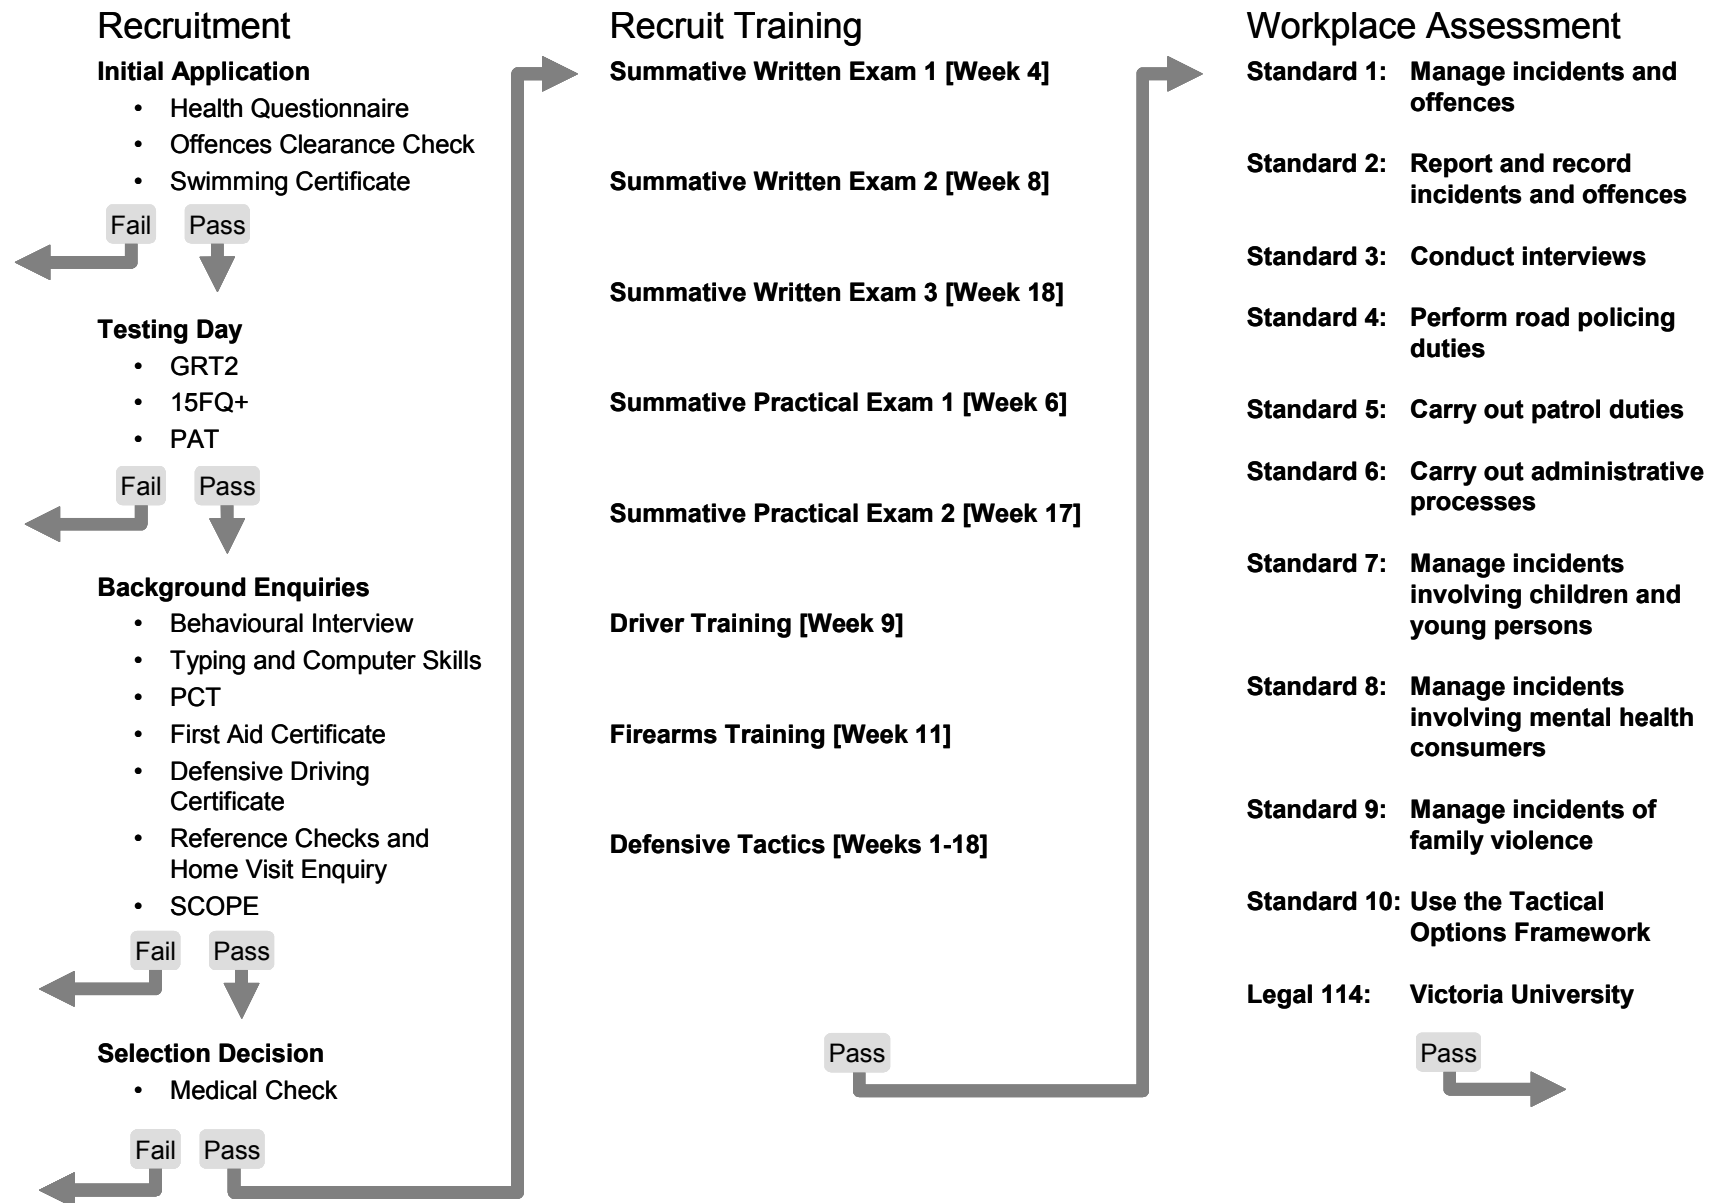 Recruitment
Initial Application
• Health Questionnaire
• Offences Clearance Check
• Swimming Certificate
Fail Pass
Testing Day
• GRT2
• 15FQ+
• PAT
Fail Pass
Background Enquiries
• Behavioural Interview
• Typing and Computer Skills
• PCT
• First Aid Certificate
• Defensive Driving
Certificate
• Reference Checks and
Home Visit Enquiry
• SCOPE
Fail Pass
Selection Decision
• Medical Check
Fail Pass
Recruit Training
Summative Written Exam 1 [Week 4]
Summative Written Exam 2 [Week 8]
Summative Written Exam 3 [Week 18]
Summative Practical Exam 1 [Week 6]
Summative Practical Exam 2 [Week 17]
Driver Training [Week 9]
Firearms Training [Week 11]
Defensive Tactics [Weeks 1-18]
Pass
Workplace Assessment
Standard 1: Manage incidents and
offences
Standard 2: Report and record
incidents and offences
Standard 3: Conduct interviews
Standard 4: Perform road policing
duties
Standard 5: Carry out patrol duties
Standard 6: Carry out administrative
processes
Standard 7: Manage incidents
involving children and
young persons
Standard 8: Manage incidents
involving mental health
consumers
Standard 9: Manage incidents of
family violence
Standard 10: Use the Tactical
Options Framework
Legal 114: Victoria University
Pass